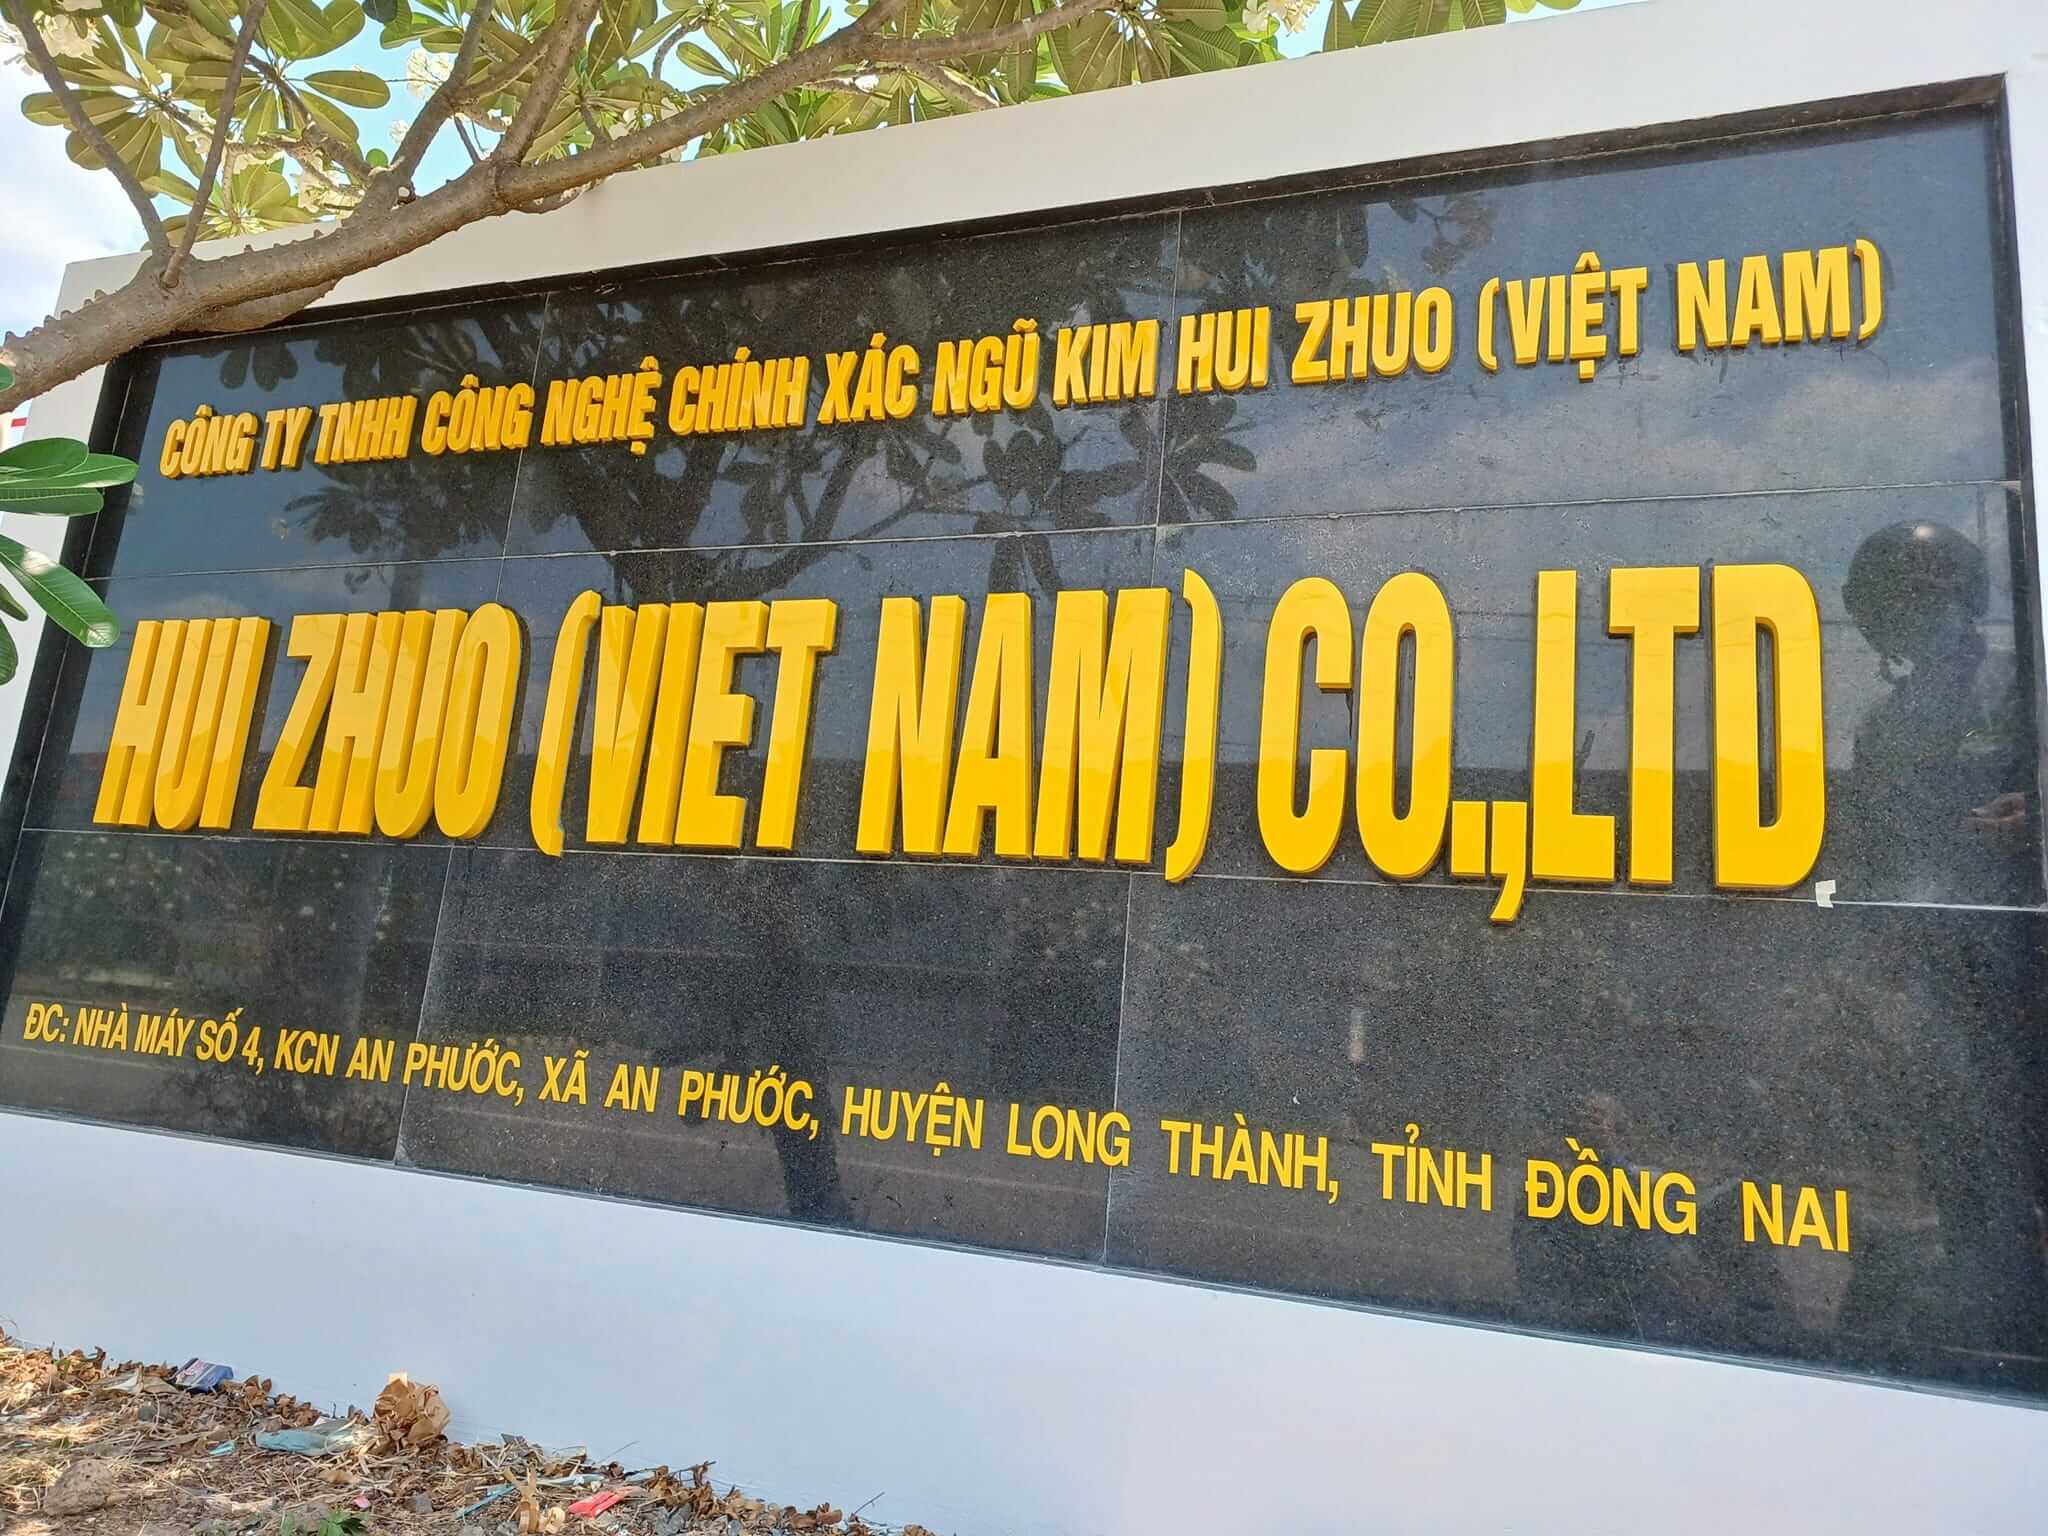 CÔNG TY TNHH CÔNG NGHỆ CHÍNH XÁC NGŨ KIM HUI ZHUO (VIỆT NAM)
HUI ZHUO (VIET NAM) CO.,LTD
ĐC: NHÀ MÁY SỐ 4, KCN AN PHƯỚC, XÃ AN PHƯỚC, HUYỆN LONG THÀNH, TỈNH ĐỒNG NAI